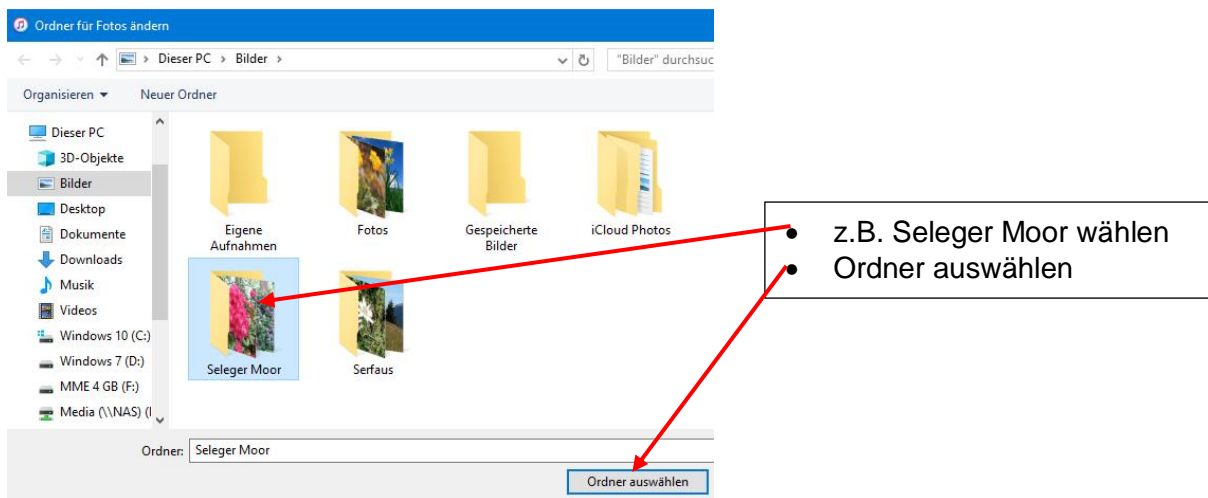 Ordner für Fotos ändern
Dieser PC > Bilder >
"Bilder" durchsuc
Organisieren
Neuer Ordner
Dieser PC
3D-Objekte
Bilder
Desktop
Dokumente
Downloads
Musik
Videos
Windows 10 (C:)
Windows 7 (D:)
MME 4 GB (F:)
Media (\\NAS) (
Eigene
Aufnahmen
Fotos
Gespeicherte
Bilder
iCloud Photos
Seleger Moor
Serfaus
• z.B. Seleger Moor wählen
• Ordner auswählen
Ordner: Seleger Moor
Ordner auswählen